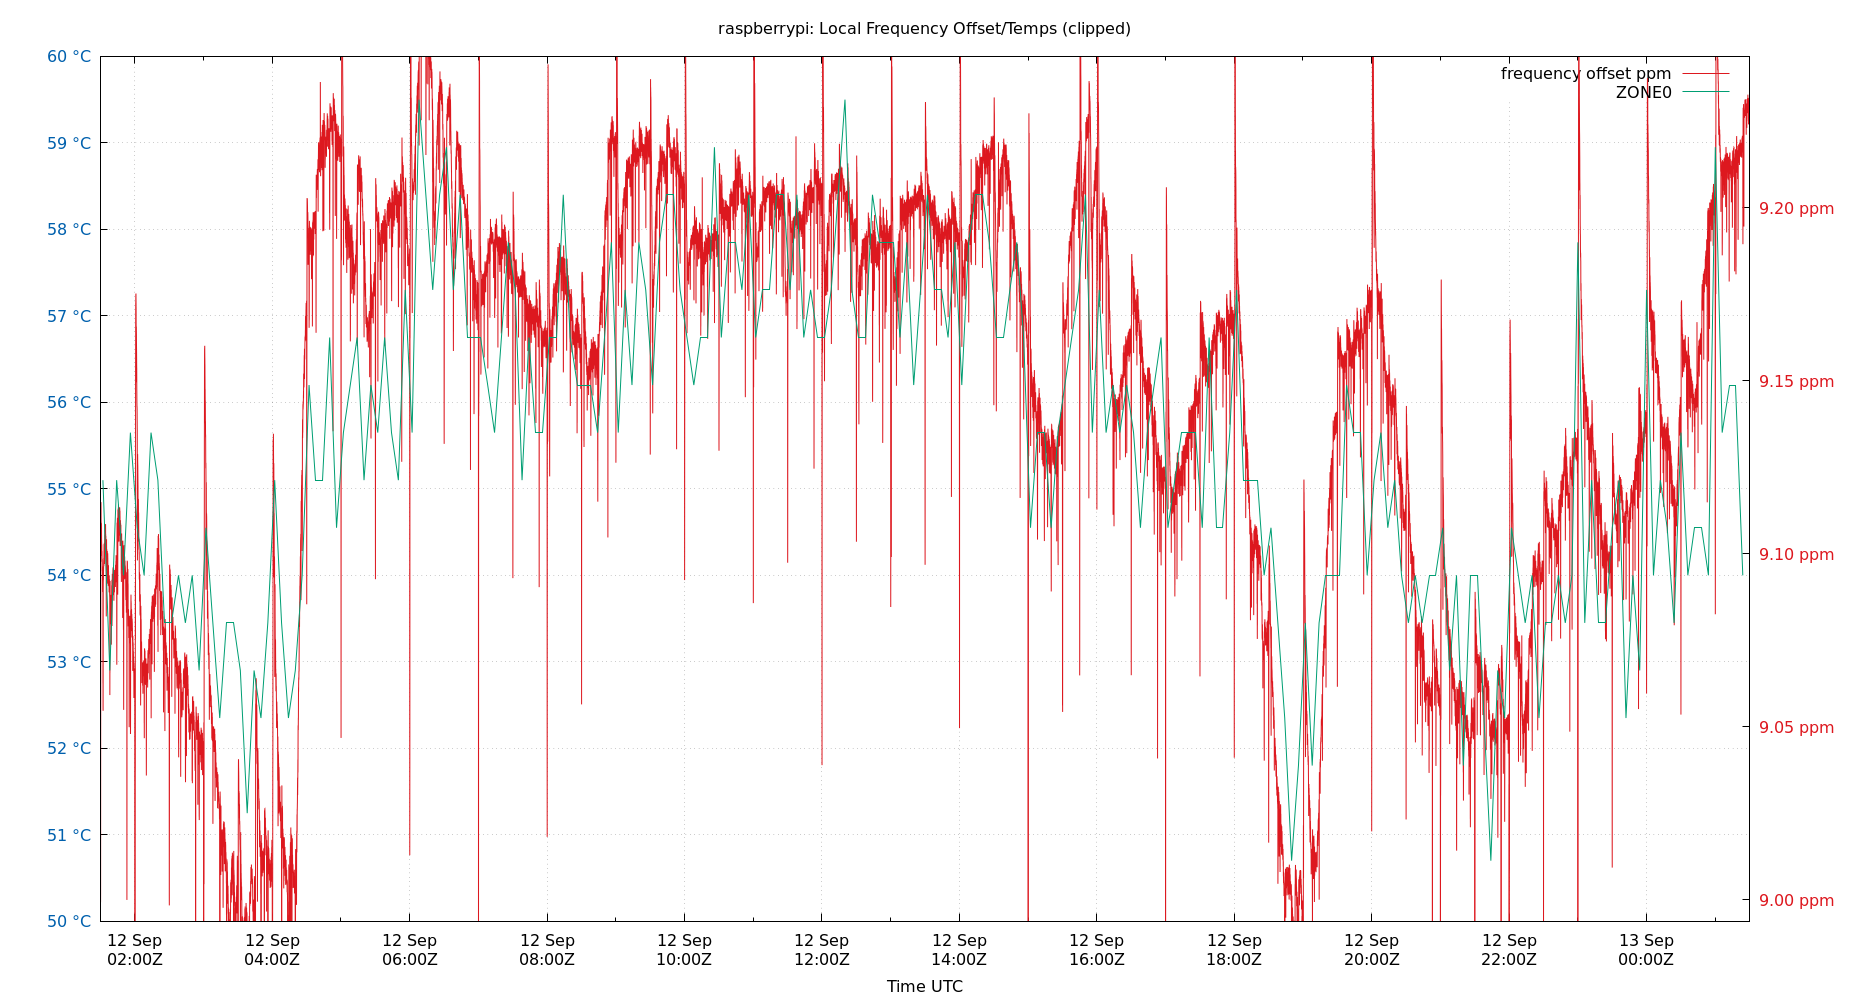 raspberrypi: Local Frequency Offset/Temps (clipped)
60 °C
59 °C
58 °C
57 °C
56 °C
55 °C
54 °C
53 °C
52 °C
51 °C
50 °C
frequency offset ppm
ZONE0
9.20 ppm
9.15 ppm
9.10 ppm
9.05 ppm
9.00 ppm
12 Sep 12 Sep 12 Sep 12 Sep 12 Sep 12 Sep 12 Sep 12 Sep 12 Sep 12 Sep 12 Sep 13 Sep
02:00Z 04:00Z 06:00Z 08:00Z 10:00Z 12:00Z 14:00Z 16:00Z 18:00Z 20:00Z 22:00Z 00:00Z
Time UTC